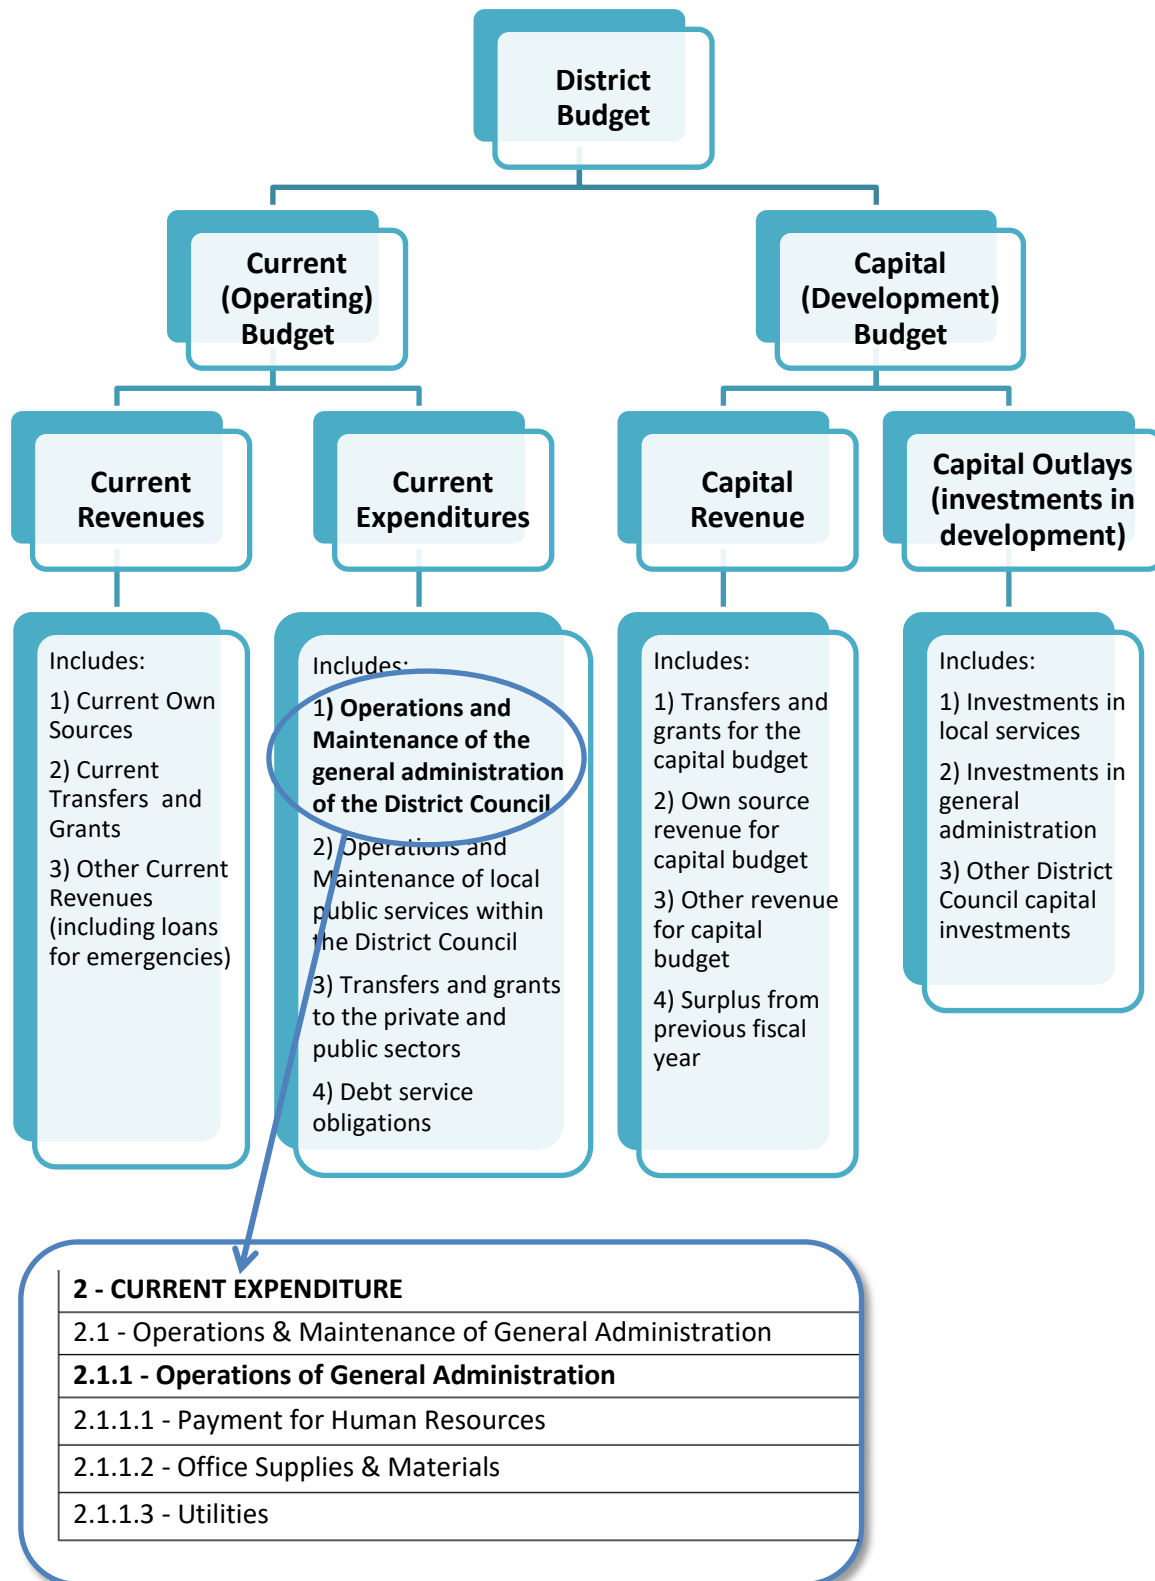 District
Budget
Current
(Operating)
Budget
Capital
(Development)
Budget
Current
Revenues
Current
Expenditures
Capital
Revenue
Capital Outlays
(investments in
development)
Includes:
1) Current Own
Sources
2) Current
Transfers and
Grants
3) Other Current
Revenues
(including loans
for emergencies)
Includes:
1) Operations and
Maintenance of the
general administration
of the District Council
2) Operations and
Maintenance of local
public services within
the District Council
3) Transfers and grants
to the private and
public sectors
4) Debt service
obligations
Includes:
1) Transfers and
grants for the
capital budget
2) Own source
revenue for
capital budget
3) Other revenue
for capital
budget
4) Surplus from
previous fiscal
year
Includes:
1) Investments in
local services
2) Investments in
general
administration
3) Other District
Council capital
investments
2 - CURRENT EXPENDITURE
2.1 - Operations & Maintenance of General Administration
2.1.1 - Operations of General Administration
2.1.1.1 - Payment for Human Resources
2.1.1.2 - Office Supplies & Materials
2.1.1.3 - Utilities